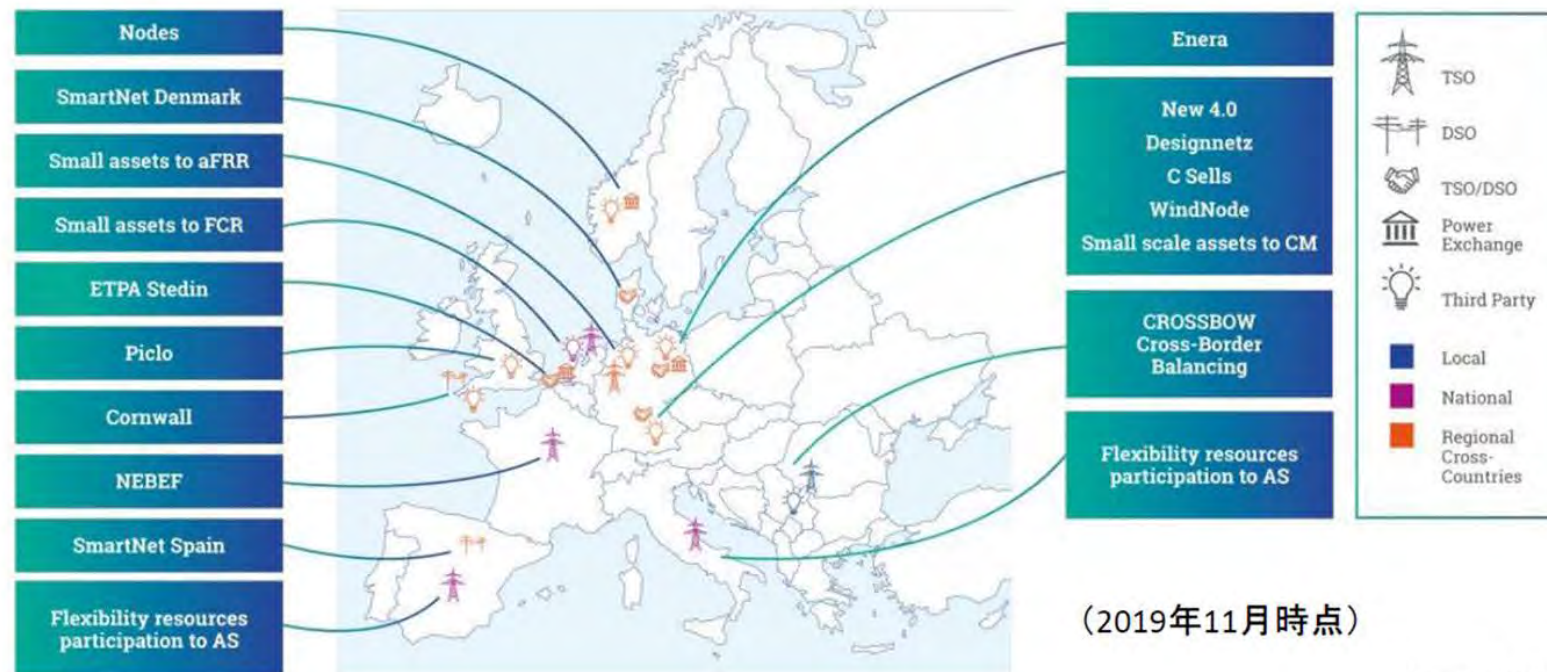 Nodes
SmartNet Denmark
Small assets to aFRR
Small assets to FCR
ETPA Stedin
Piclo
Cornwall
NEBEF
SmartNet Spain
Flexibility resources
participation to AS
Enera
New 4.0
Designnetz
C Sells
WindNode
Small scale assets to CM
CROSSBOW
Cross-Border
Balancing
Flexibility resources
participation to AS
TSO
DSO
TSO/DSO
Power
Exchange
Third Party
Local
National
Regional
Cross-
Countries
（2019年11月時点）